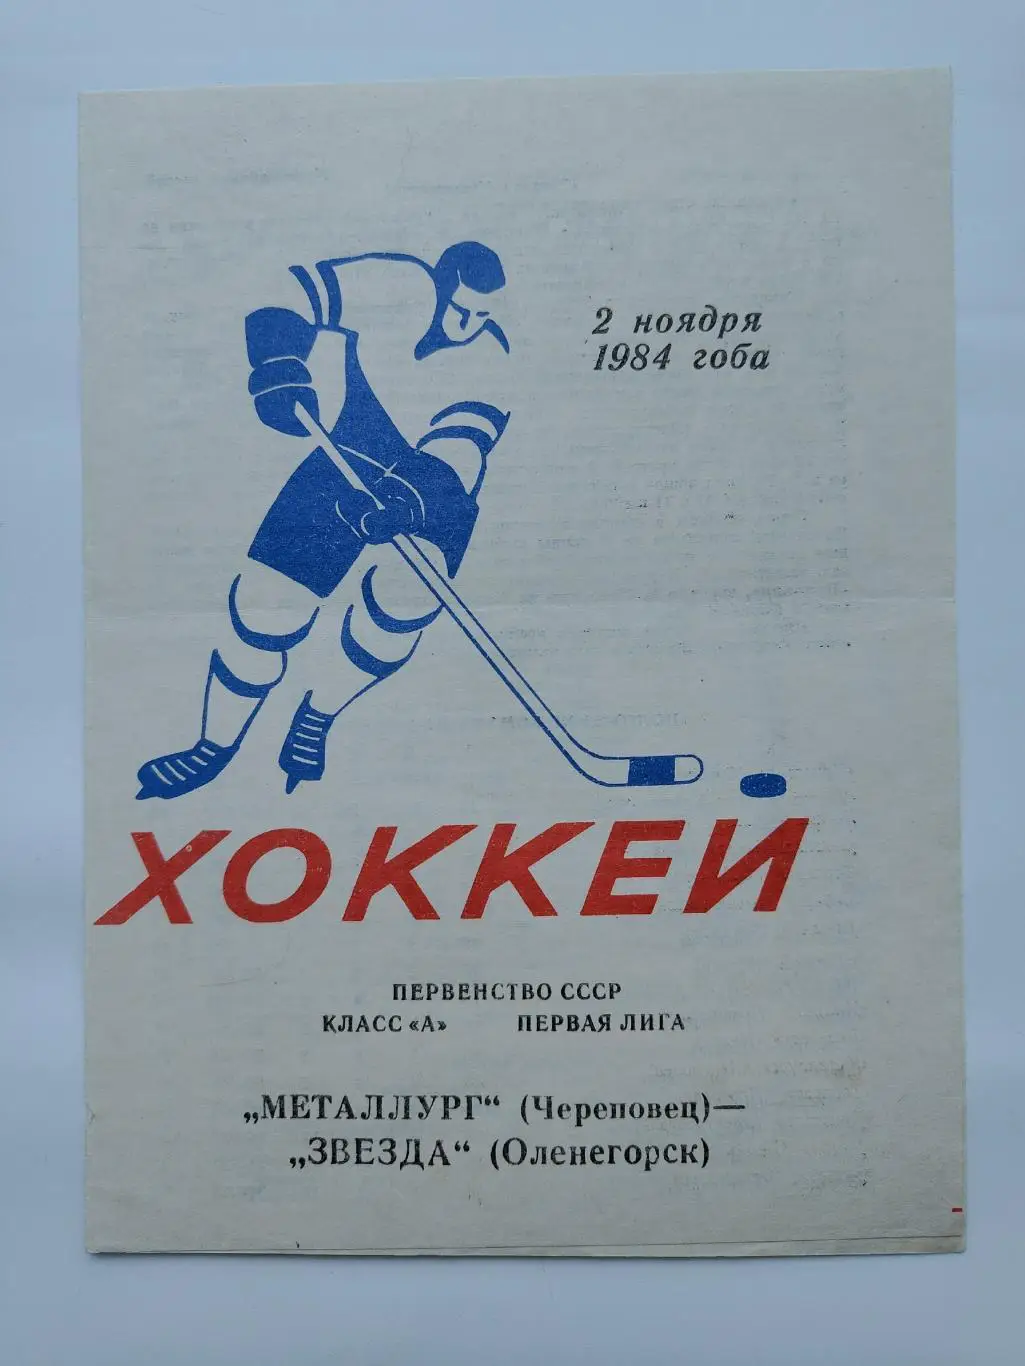 2 ноядря
1984 гоба
ХОККЕЙ
ПЕРВЕНСТВО СССР
КЛАСС «А» ПЕРВАЯ ЛИГА
„МЕТАЛЛУРГ“ (Череповец)—
„ЗВЕЗДА“ (Оленегорск)